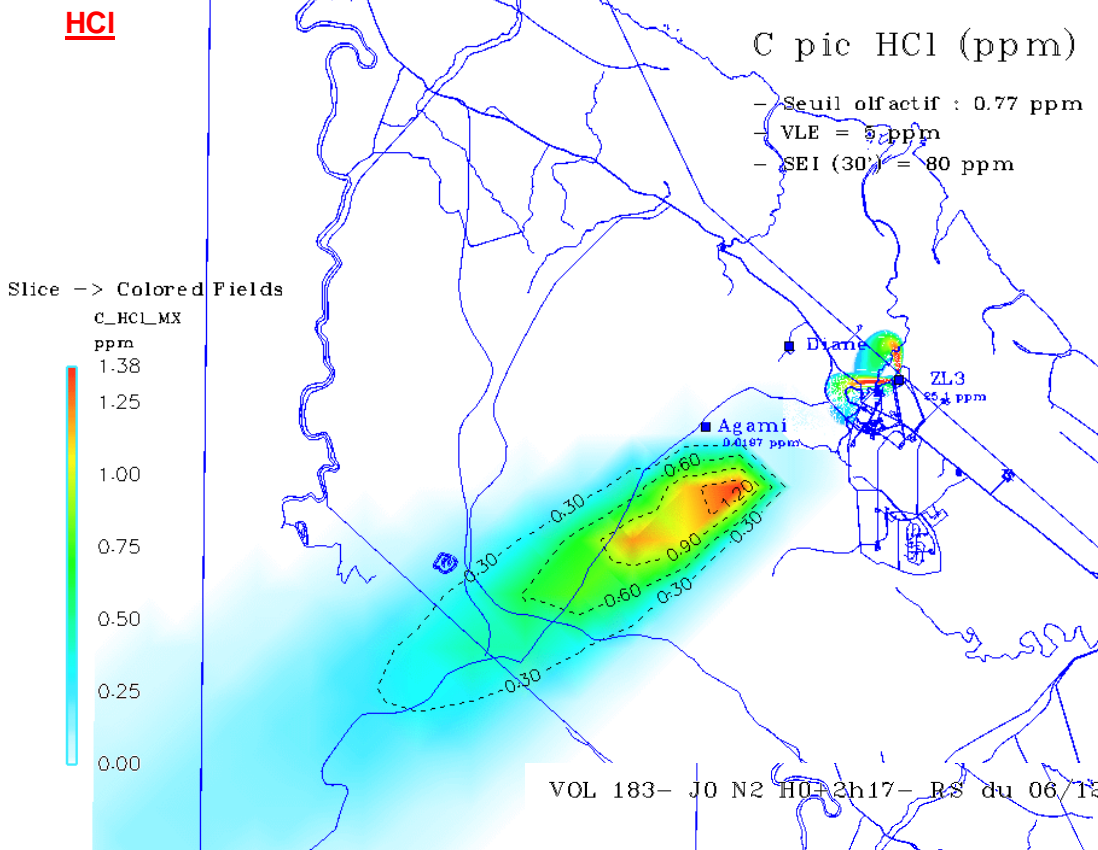 HCl
C pic HCl (ppm)
- Seuil olfactif : 0.77 ppm
- VLE = 5 ppm
- SEI (30') = 80 ppm
Slice -> Colored Fields
C_HCl_MX
ppm
1.38
1.25
1.00
0.75
0.50
0.25
0.00
Diane
ZL3
25.1 ppm
Agami
0.0187 ppm
0.60
0.30
1.20
0.30
0.90
0.30
0.60
0.30
0.30
VOL 183- J0 N2 H0+2h17- RS du 06/13